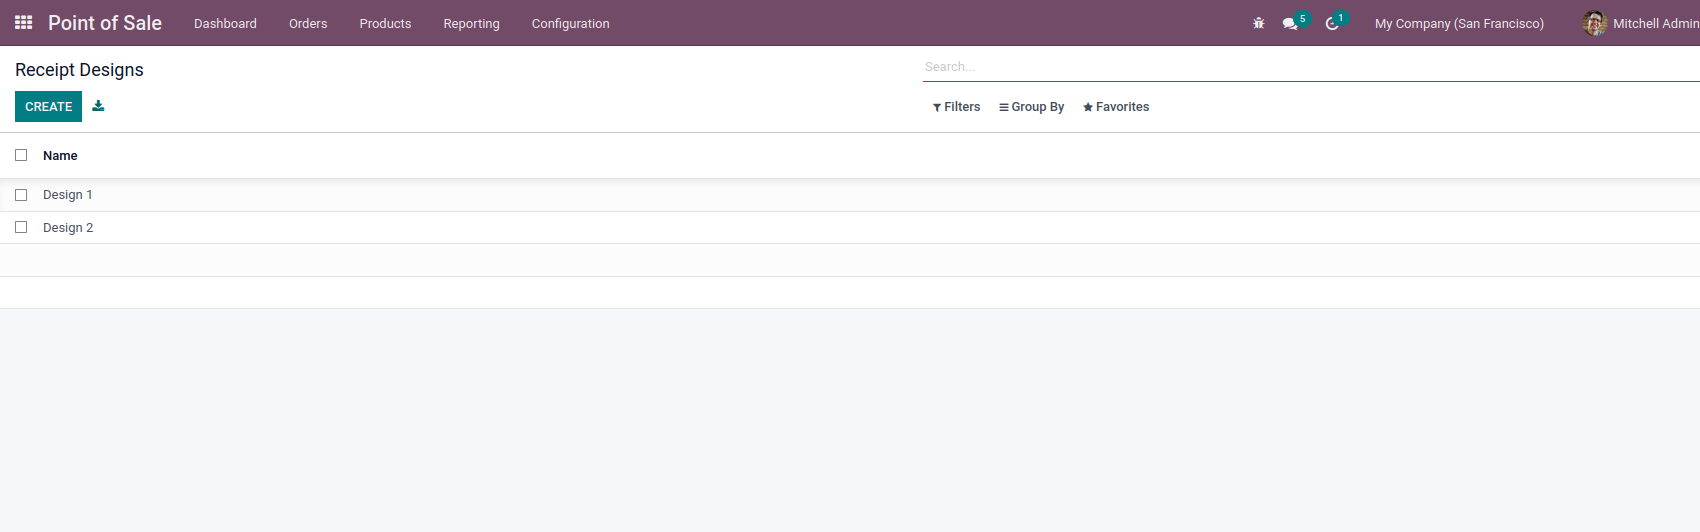 Point of Sale Dashboard Orders Products Reporting Configuration 5 1 My Company (San Francisco) Mitchell Admin
Receipt Designs Search...
CREATE Filters Group By Favorites
Name
Design 1
Design 2